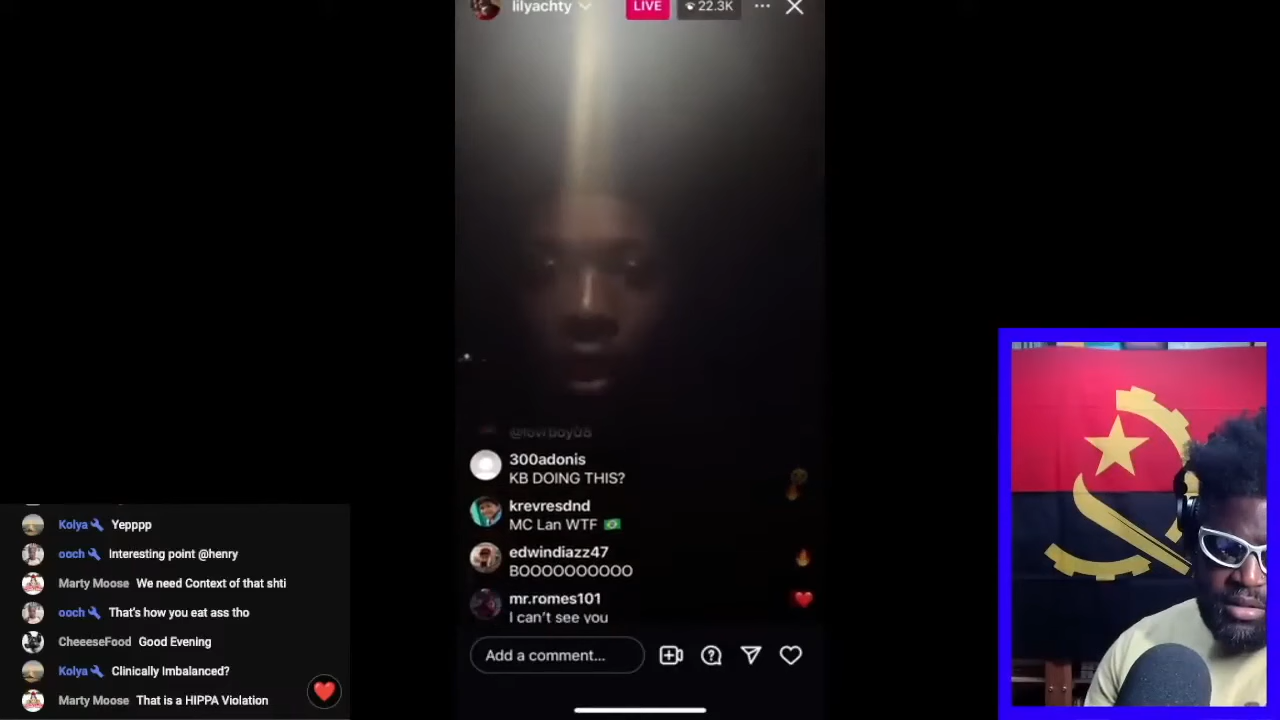 lilyachty
LIVE
22.3K
300adonis
KB DOING THIS?
krevresdnd
MC Lan WTF 🇧🇷
edwindiazz47
BOOOOOOOOOO
mr.romes101
I can't see you
Add a comment...
Kolya Yepppp
ooch Interesting point @henry
Marty Moose We need Context of that shti
ooch That's how you eat ass tho
CheeeseFood Good Evening
Kolya Clinically Imbalanced?
Marty Moose That is a HIPPA Violation